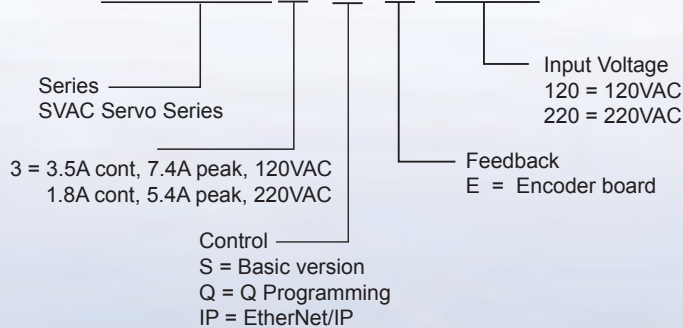 Series
SVAC Servo Series
3 = 3.5A cont, 7.4A peak, 120VAC
1.8A cont, 5.4A peak, 220VAC
Control
S = Basic version
Q = Q Programming
IP = EtherNet/IP
Feedback
E = Encoder board
Input Voltage
120 = 120VAC
220 = 220VAC